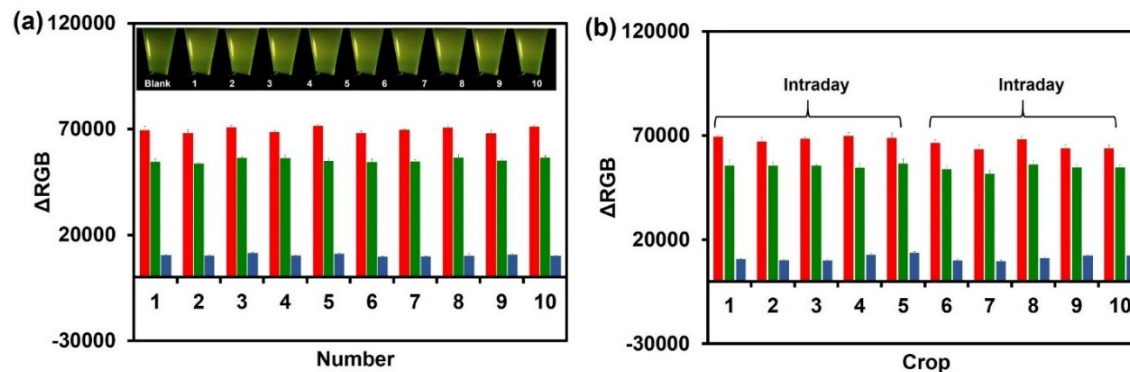 (a)
120000
70000
20000
-30000
ΔRGB
Blank 1 2 3 4 5 6 7 8 9 10
1 2 3 4 5 6 7 8 9 10
Number
(b)
120000
70000
20000
-30000
ΔRGB
Intraday Intraday
1 2 3 4 5 6 7 8 9 10
Crop